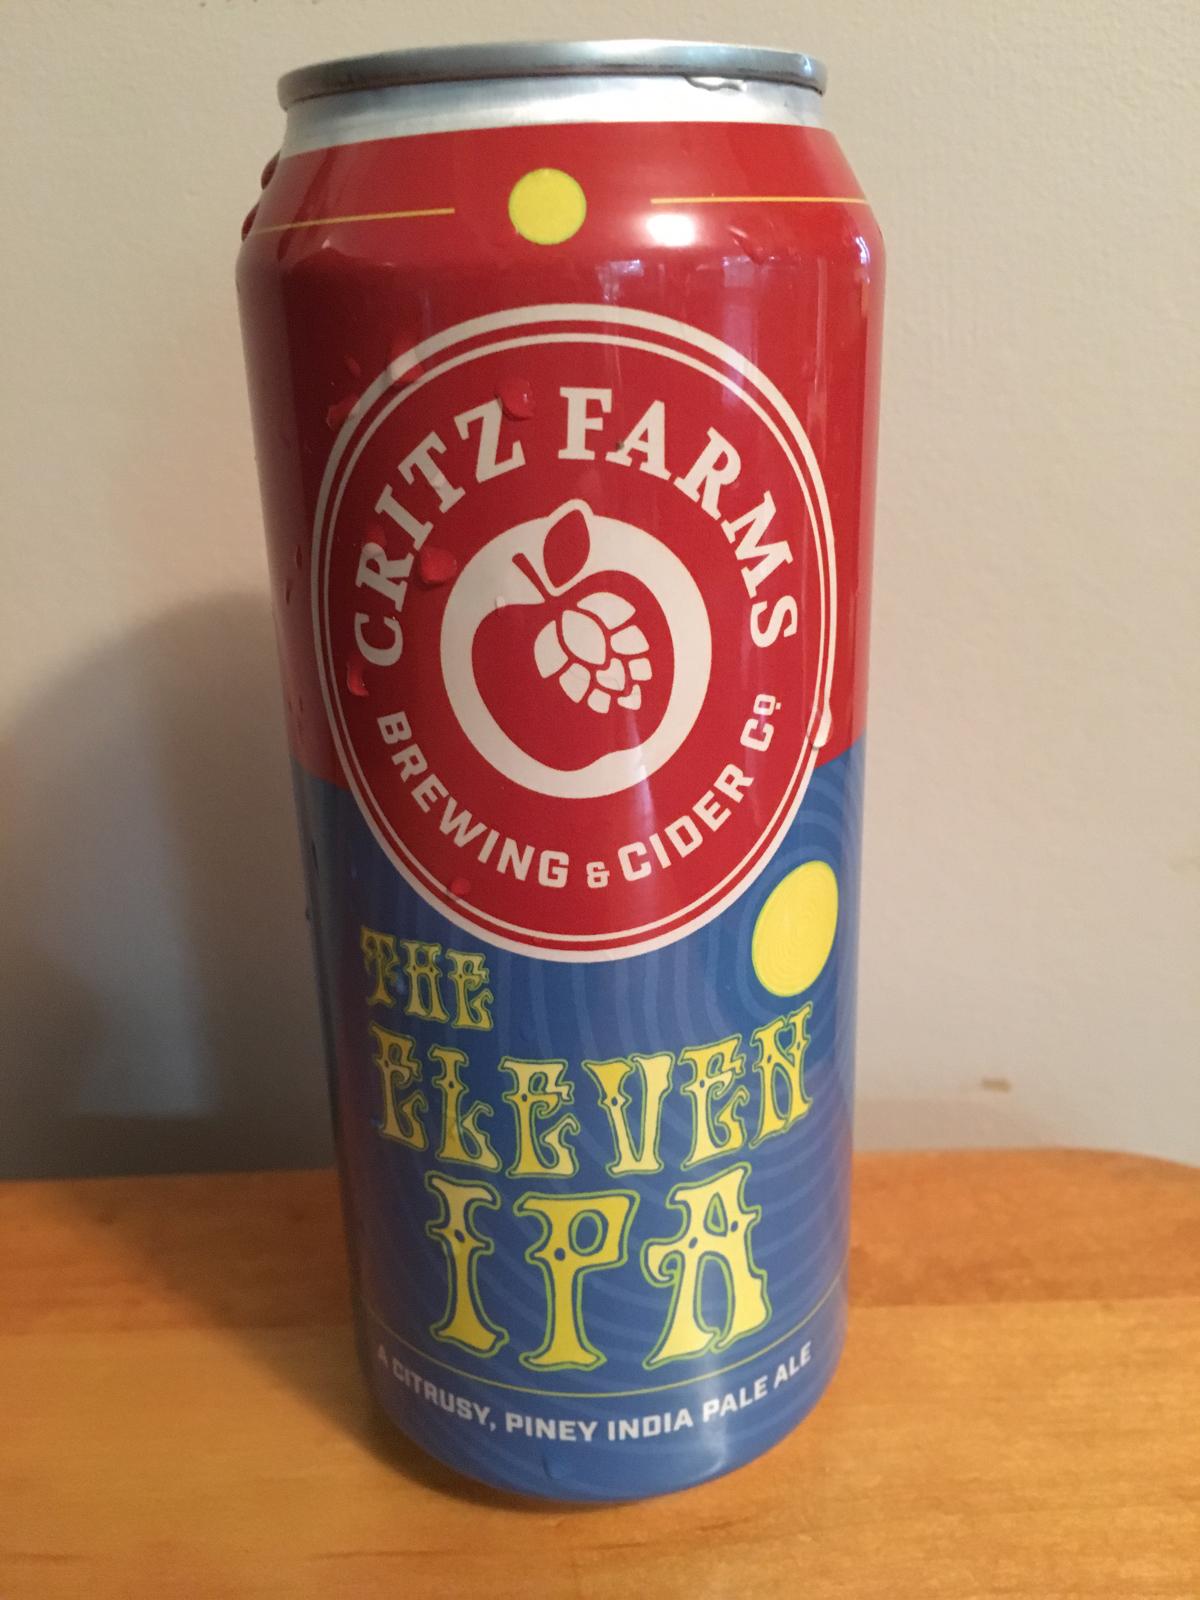 CRITZ FARMS
BREWING & CIDER CO
THE
ELEVEN
IPA
A CITRUSY, PINEY INDIA PALE ALE